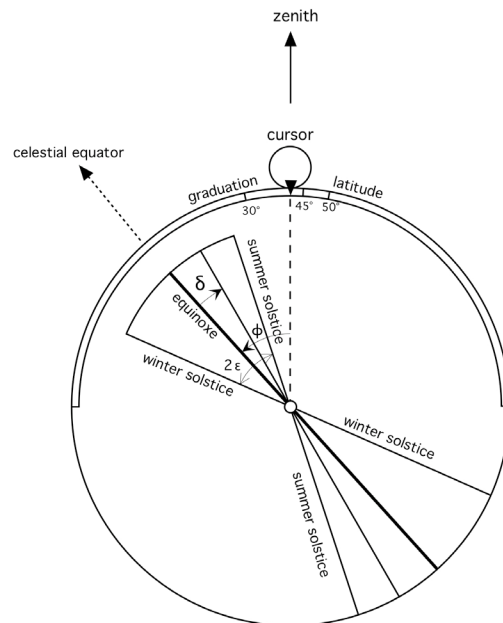 zenith
cursor
celestial equator
graduation
latitude
30°
45°
50°
summer solstice
δ
equinoxe
ϕ
2ε
winter solstice
winter solstice
summer solstice